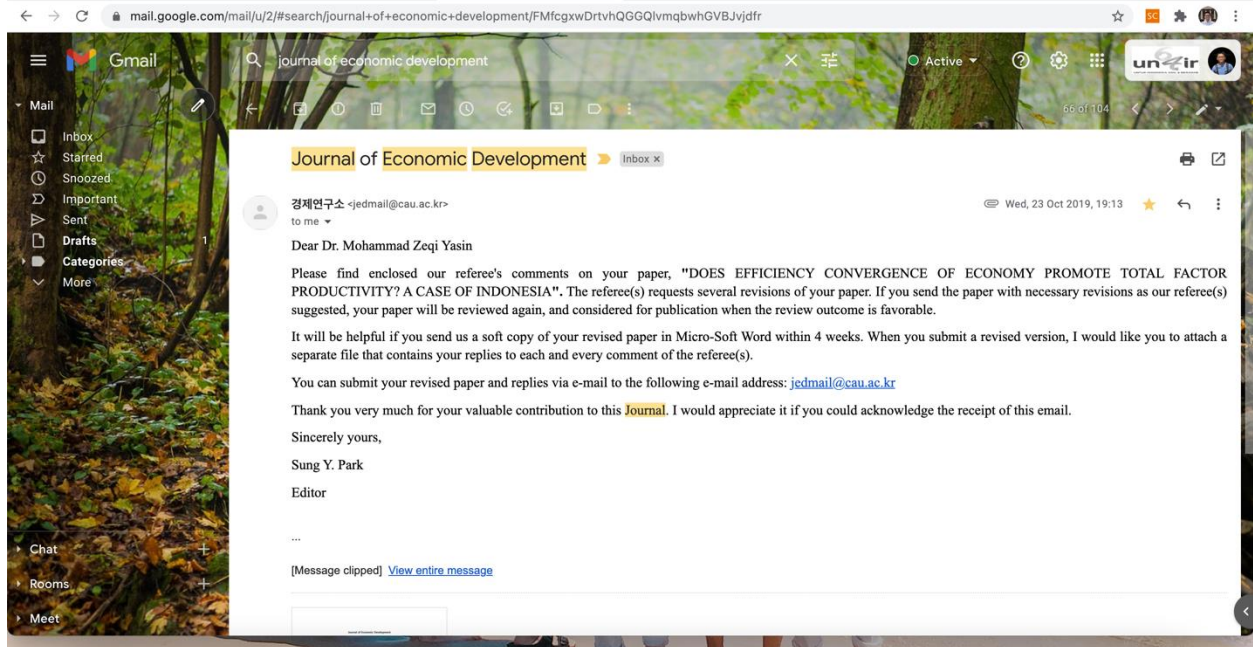 mail.google.com/mail/u/2/#search/journal+of+economic+development/FMfcgxwDrtvhQGGQlvmqbwhGVBJvjdfr
SC
Gmail
journal of economic development
Active
un4ir
Mail
66 of 104
Inbox
Starred
Snoozed
Important
Sent
Drafts 1
Categories
More
Chat
Rooms
Meet
Journal of Economic Development
Inbox ×
경제연구소 <jedmail@cau.ac.kr>
Wed, 23 Oct 2019, 19:13
to me
Dear Dr. Mohammad Zeqi Yasin
Please find enclosed our referee's comments on your paper, "DOES EFFICIENCY CONVERGENCE OF ECONOMY PROMOTE TOTAL FACTOR
PRODUCTIVITY? A CASE OF INDONESIA". The referee(s) requests several revisions of your paper. If you send the paper with necessary revisions as our referee(s)
suggested, your paper will be reviewed again, and considered for publication when the review outcome is favorable.
It will be helpful if you send us a soft copy of your revised paper in Micro-Soft Word within 4 weeks. When you submit a revised version, I would like you to attach a
separate file that contains your replies to each and every comment of the referee(s).
You can submit your revised paper and replies via e-mail to the following e-mail address: jedmail@cau.ac.kr
Thank you very much for your valuable contribution to this Journal. I would appreciate it if you could acknowledge the receipt of this email.
Sincerely yours,
Sung Y. Park
Editor
...
[Message clipped] View entire message
Journal of Economic Development